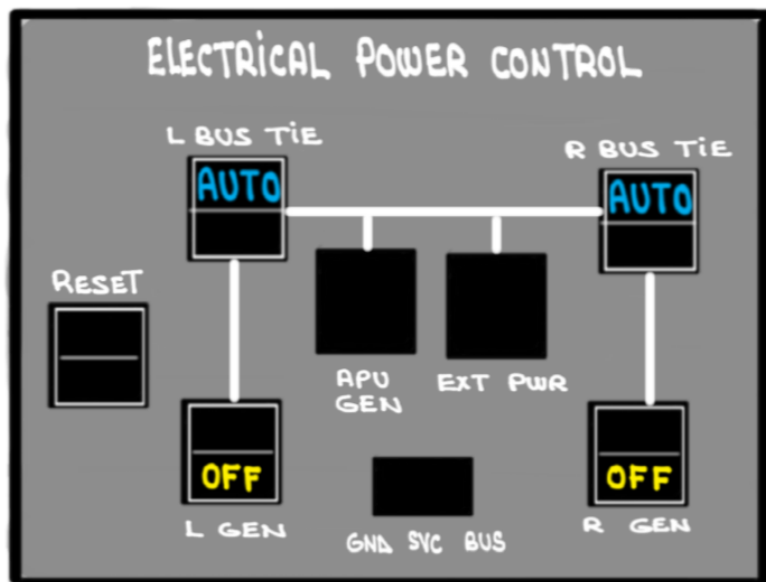 ELECTRICAL POWER CONTROL
L BUS TIE
R BUS TIE
AUTO
AUTO
RESET
APU
GEN
EXT PWR
OFF
OFF
L GEN
GND SVC BUS
R GEN